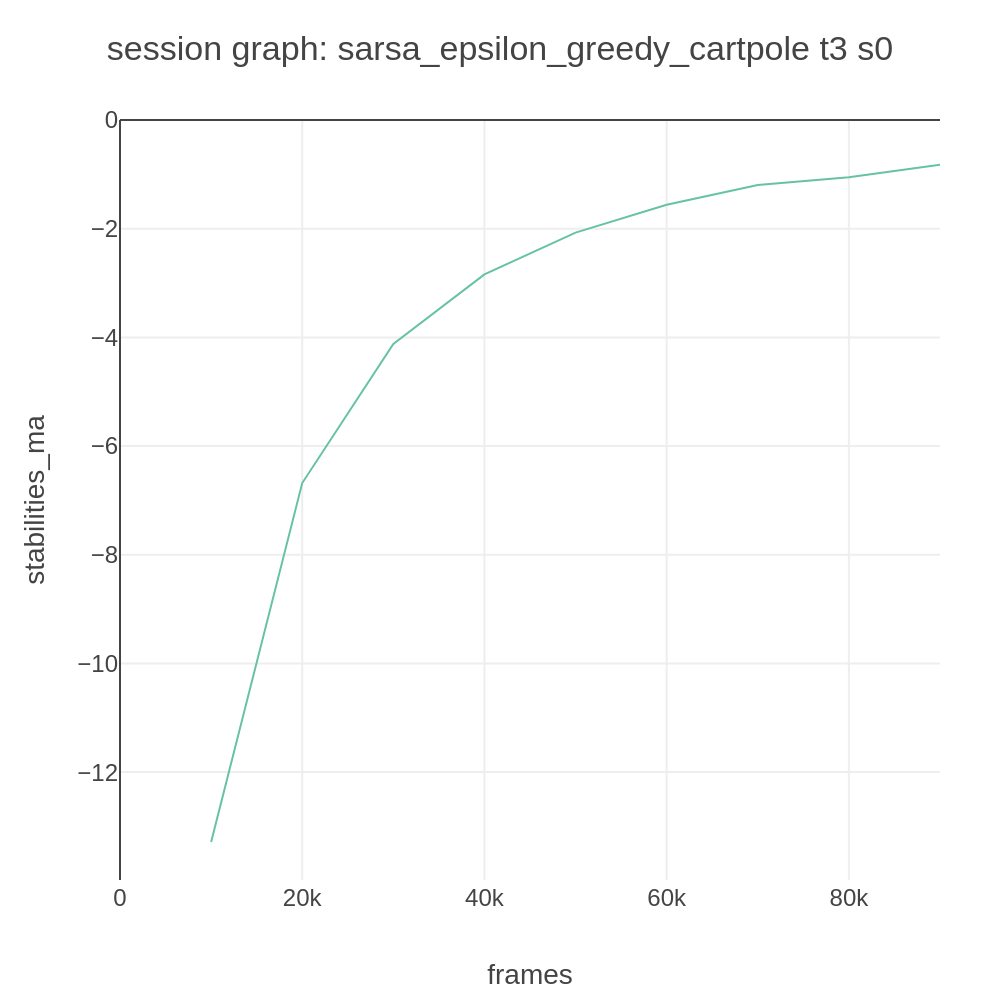 session graph: sarsa_epsilon_greedy_cartpole t3 s0
0
−2
−4
−6
−8
−10
−12
stabilities_ma
0 20k 40k 60k 80k
frames